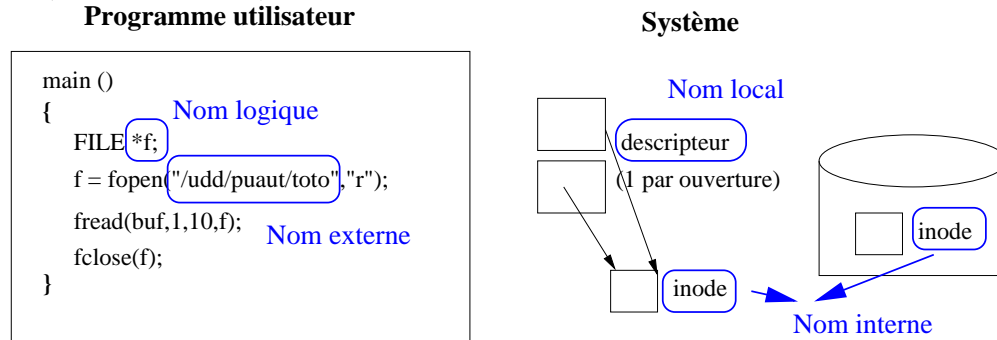 Programme utilisateur
main ()
{
Nom logique
FILE *f;
f = fopen("/udd/puaut/toto","r");
fread(buf,1,10,f);
Nom externe
fclose(f);
}
Système
Nom local
descripteur
(1 par ouverture)
inode
inode
Nom interne